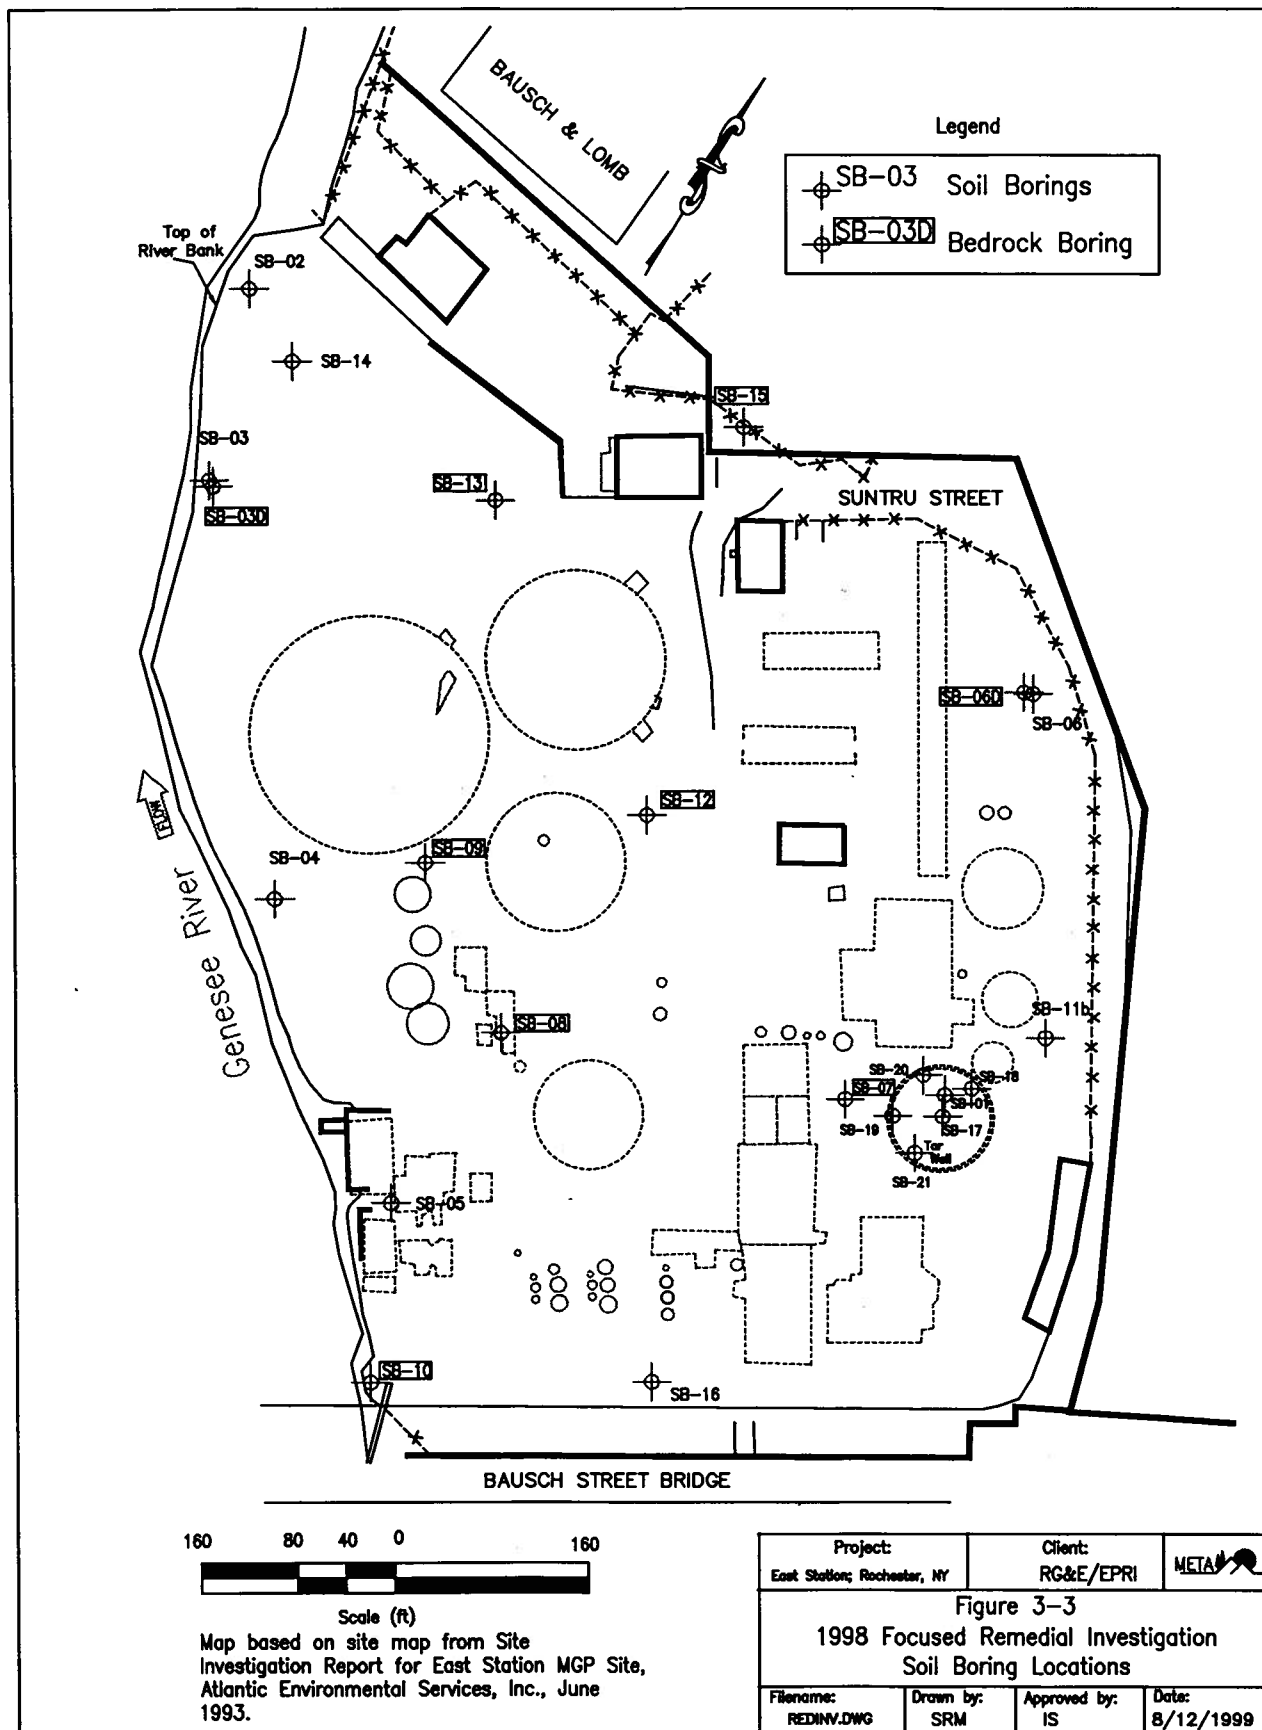 BAUSCH & LOMB
Legend
SB-03 Soil Borings
SB-03D Bedrock Boring
Top of
River Bank
SB-02
SB-14
SB-15
SB-03
SB-03D
SB-13
SUNTRU STREET
SB-06D
SB-06
FLOW
SB-12
SB-09
SB-04
Genesee River
SB-08
SB-11b
SB-20
SB-18
SB-07
SB-01
SB-19
SB-17
Tar
Well
SB-21
SB-05
SB-10
SB-16
BAUSCH STREET BRIDGE
160 80 40 0 160
Scale (ft)
Map based on site map from Site
Investigation Report for East Station MGP Site,
Atlantic Environmental Services, Inc., June
1993.
Project:
East Station; Rochester, NY
Client:
RG&E/EPRI
META
Figure 3-3
1998 Focused Remedial Investigation
Soil Boring Locations
Filename:
REDINV.DWG
Drawn by:
SRM
Approved by:
IS
Date:
8/12/1999